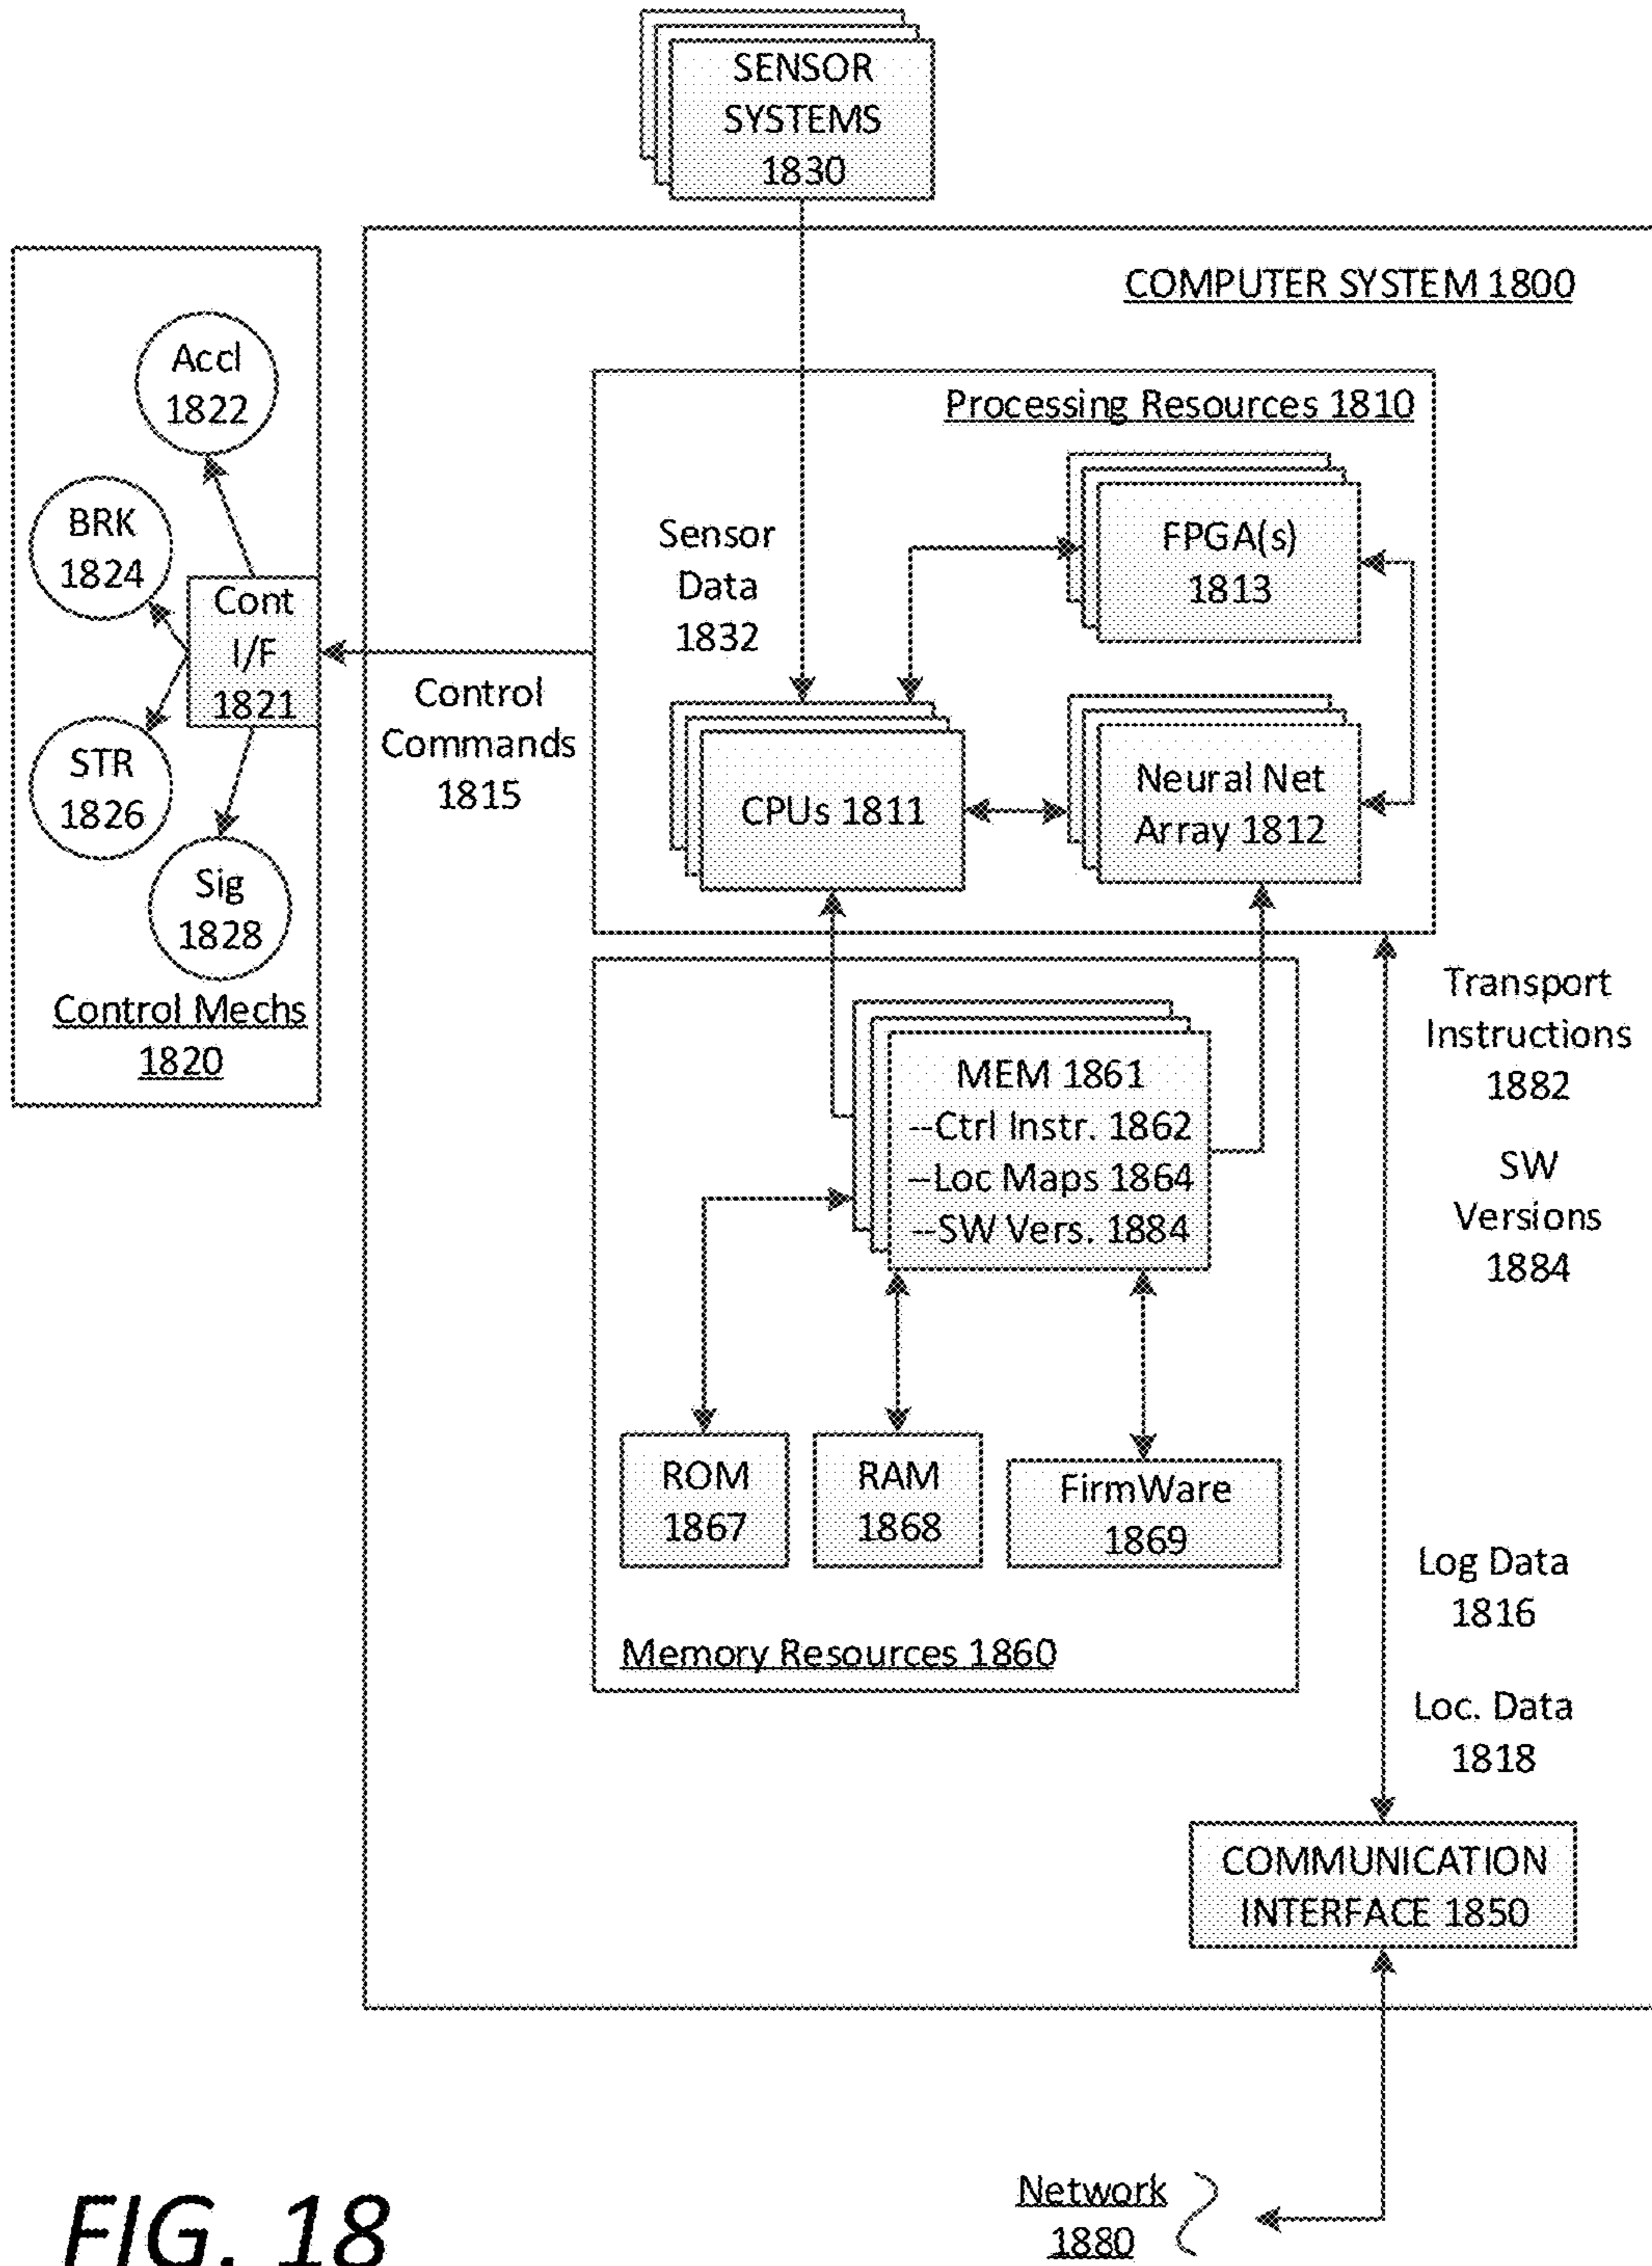 SENSOR
SYSTEMS
1830
COMPUTER SYSTEM 1800
Accl
1822
BRK
1824
Cont
I/F
1821
STR
1826
Sig
1828
Control Mechs
1820
Control
Commands
1815
Processing Resources 1810
Sensor
Data
1832
FPGA(s)
1813
CPUs 1811
Neural Net
Array 1812
MEM 1861
--Ctrl Instr. 1862
--Loc Maps 1864
--SW Vers. 1884
ROM
1867
RAM
1868
FirmWare
1869
Memory Resources 1860
Transport
Instructions
1882
SW
Versions
1884
Log Data
1816
Loc. Data
1818
COMMUNICATION
INTERFACE 1850
Network
1880
FIG. 18